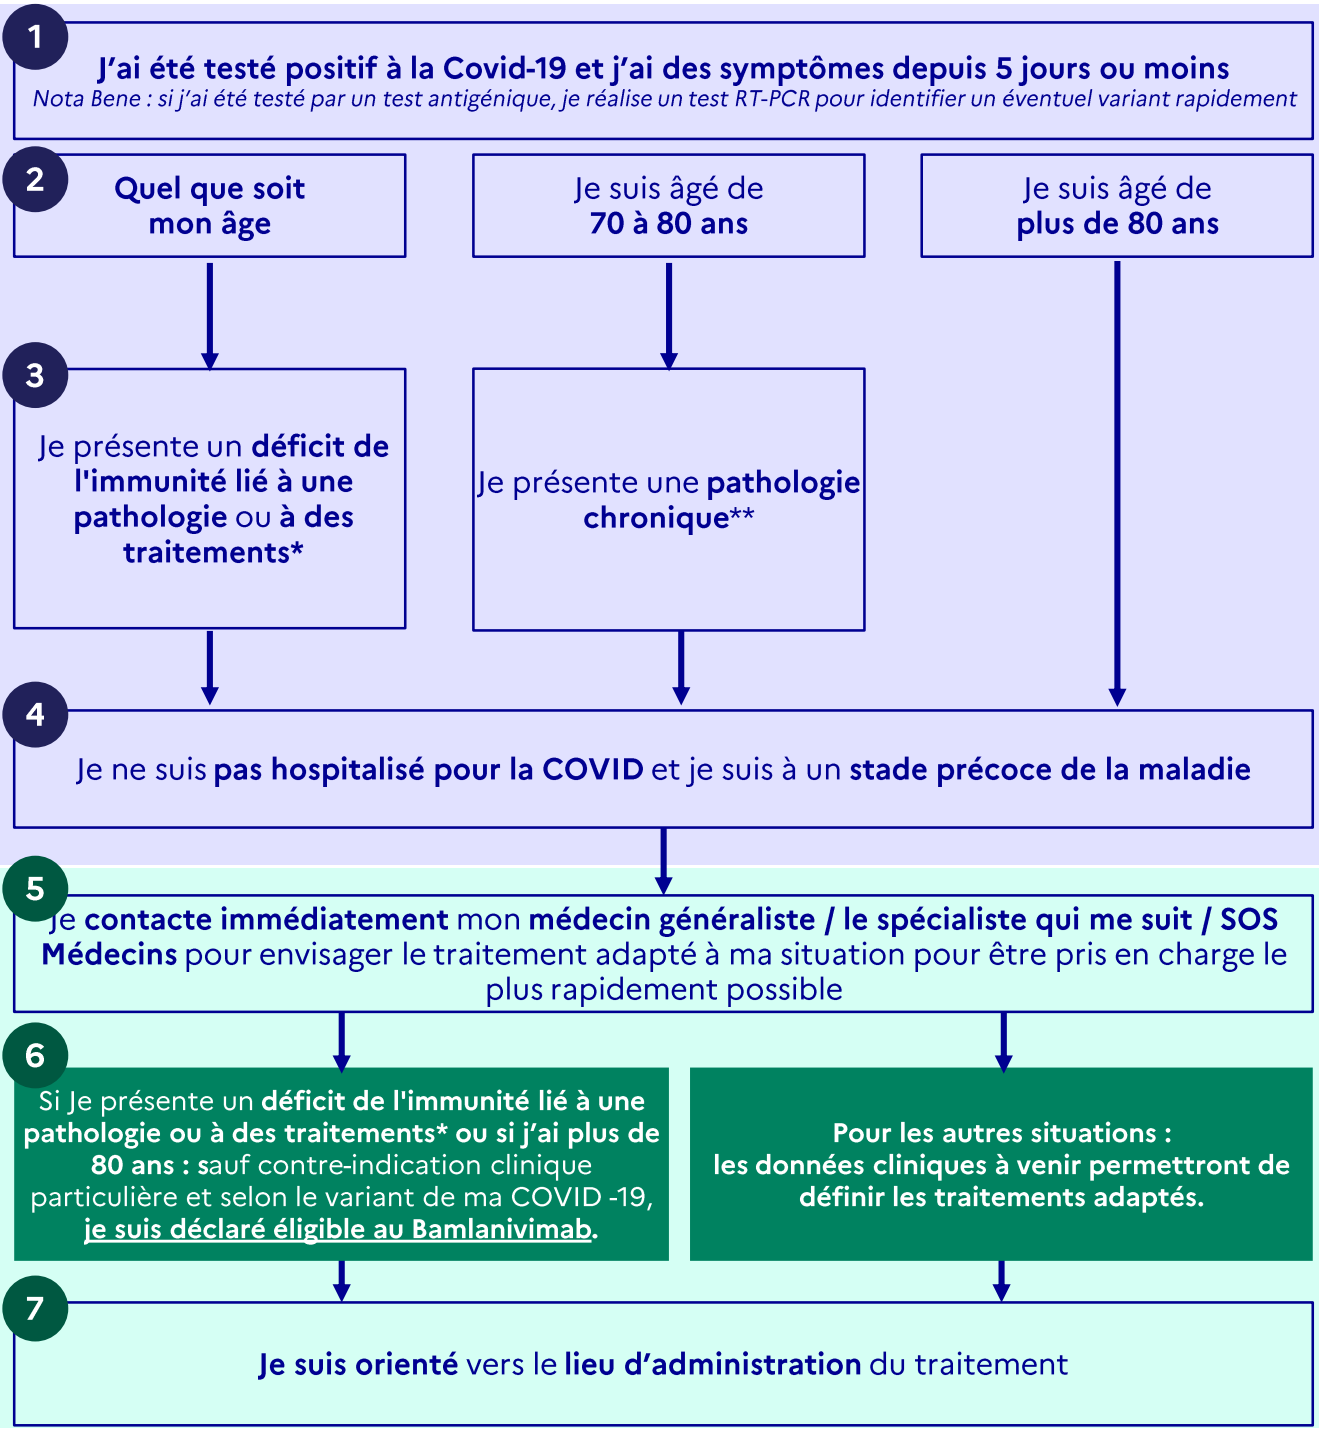 1
J’ai été testé positif à la Covid-19 et j’ai des symptômes depuis 5 jours ou moins
Nota Bene : si j’ai été testé par un test antigénique, je réalise un test RT-PCR pour identifier un éventuel variant rapidement
2
Quel que soit
mon âge
Je suis âgé de
70 à 80 ans
Je suis âgé de
plus de 80 ans
3
Je présente un déficit de
l'immunité lié à une
pathologie ou à des
traitements*
Je présente une pathologie
chronique**
4
Je ne suis pas hospitalisé pour la COVID et je suis à un stade précoce de la maladie
5
Je contacte immédiatement mon médecin généraliste / le spécialiste qui me suit / SOS
Médecins pour envisager le traitement adapté à ma situation pour être pris en charge le
plus rapidement possible
6
Si Je présente un déficit de l'immunité lié à une
pathologie ou à des traitements* ou si j’ai plus de
80 ans : sauf contre-indication clinique
particulière et selon le variant de ma COVID -19,
je suis déclaré éligible au Bamlanivimab.
Pour les autres situations :
les données cliniques à venir permettront de
définir les traitements adaptés.
7
Je suis orienté vers le lieu d’administration du traitement